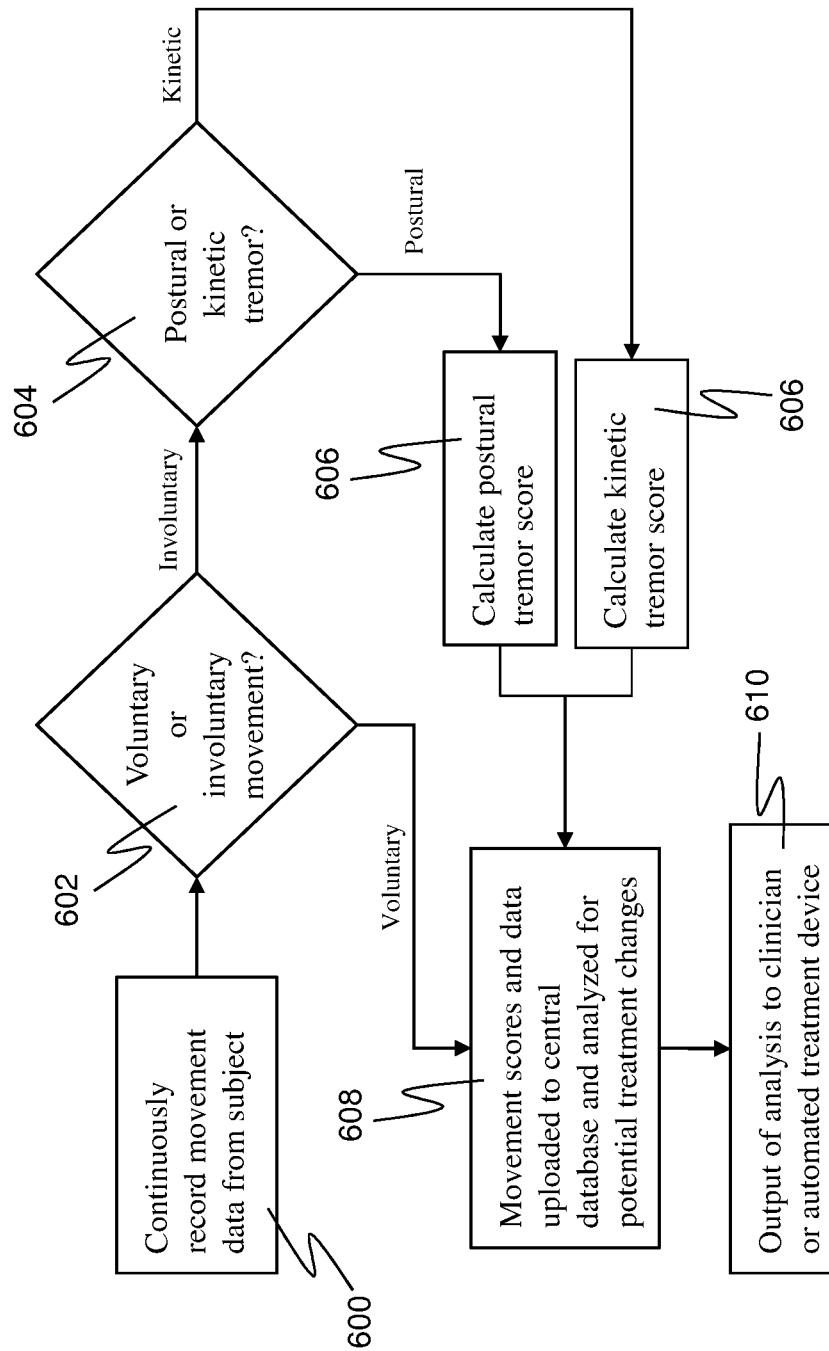 Continuously
record movement
data from subject
600
Voluntary
or
involuntary
movement?
602
Involuntary
Postural or
kinetic
tremor?
604
Kinetic
Voluntary
Postural
Movement scores and data
uploaded to central
database and analyzed for
potential treatment changes
608
Calculate postural
tremor score
606
Calculate kinetic
tremor score
606
Output of analysis to clinician
or automated treatment device
610